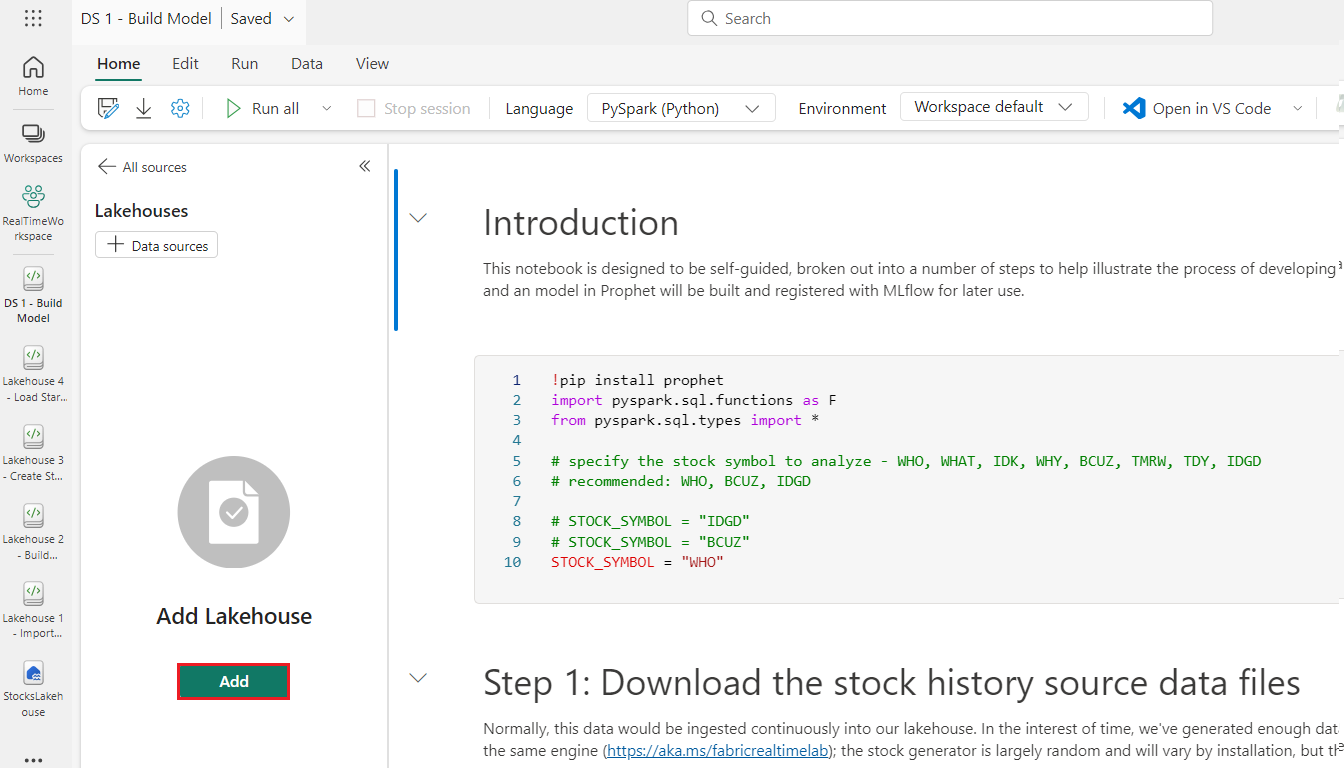 DS 1 - Build Model
Saved
Search
Home
Edit
Run
Data
View
Run all
Stop session
Language
PySpark (Python)
Environment
Workspace default
Open in VS Code
Home
Workspaces
RealTimeWo
rkspace
DS 1 - Build
Model
Lakehouse 4
- Load Star...
Lakehouse 3
- Create St...
Lakehouse 2
- Build...
Lakehouse 1
- Import...
StocksLakeh
ouse
All sources
Lakehouses
Data sources
Add Lakehouse
Add
Introduction
This notebook is designed to be self-guided, broken out into a number of steps to help illustrate the process of developing
and an model in Prophet will be built and registered with MLflow for later use.
1 !pip install prophet
2 import pyspark.sql.functions as F
3 from pyspark.sql.types import *
4
5 # specify the stock symbol to analyze - WHO, WHAT, IDK, WHY, BCUZ, TMRW, TDY, IDGD
6 # recommended: WHO, BCUZ, IDGD
7
8 # STOCK_SYMBOL = "IDGD"
9 # STOCK_SYMBOL = "BCUZ"
10 STOCK_SYMBOL = "WHO"
Step 1: Download the stock history source data files
Normally, this data would be ingested continuously into our lakehouse. In the interest of time, we've generated enough dat
the same engine (https://aka.ms/fabricrealtimelab); the stock generator is largely random and will vary by installation, but th